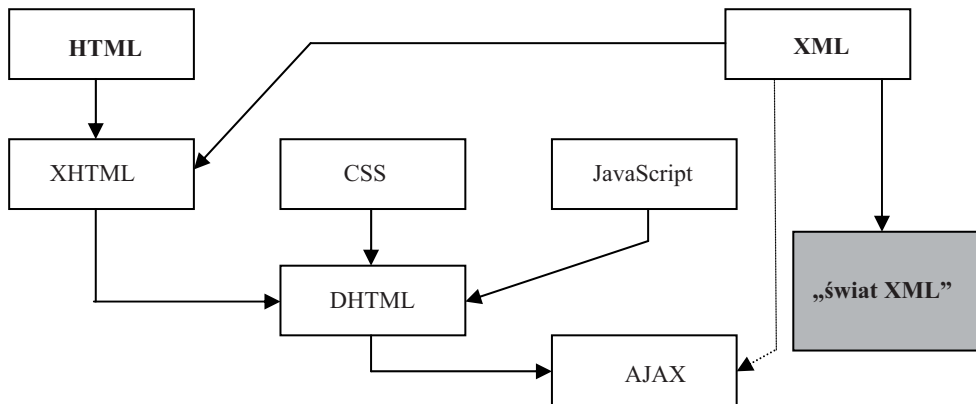 HTML
XML
XHTML
CSS
JavaScript
„świat XML”
DHTML
AJAX